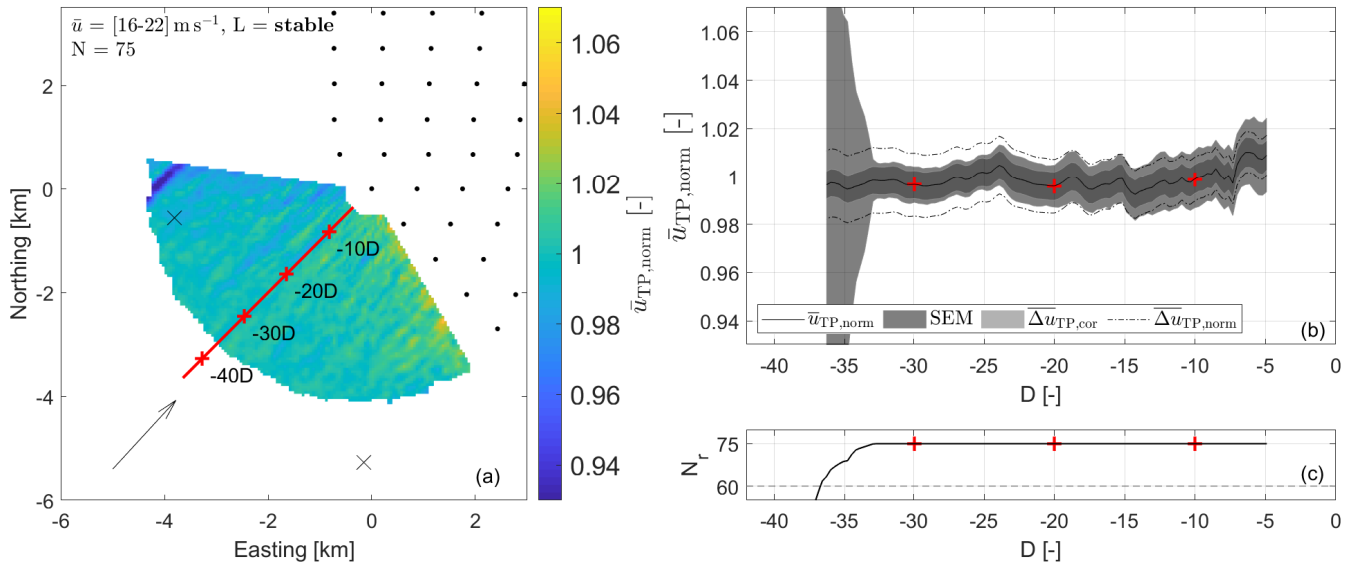 ū = [16-22] m s⁻¹, L = stable
N = 75
2
0
-2
-4
-6
Northing [km]
-6
-4
-2
0
2
Easting [km]
-10D
-20D
-30D
-40D
(a)
1.06
1.04
1.02
1
0.98
0.96
0.94
ū_TP,norm [-]
1.06
1.04
1.02
1
0.98
0.96
0.94
ū_TP,norm [-]
ū_TP,norm SEM Δu_TP,cor Δu_TP,norm
(b)
-40 -35 -30 -25 -20 -15 -10 -5 0
D [-]
75
60
N_r
(c)
-40 -35 -30 -25 -20 -15 -10 -5 0
D [-]